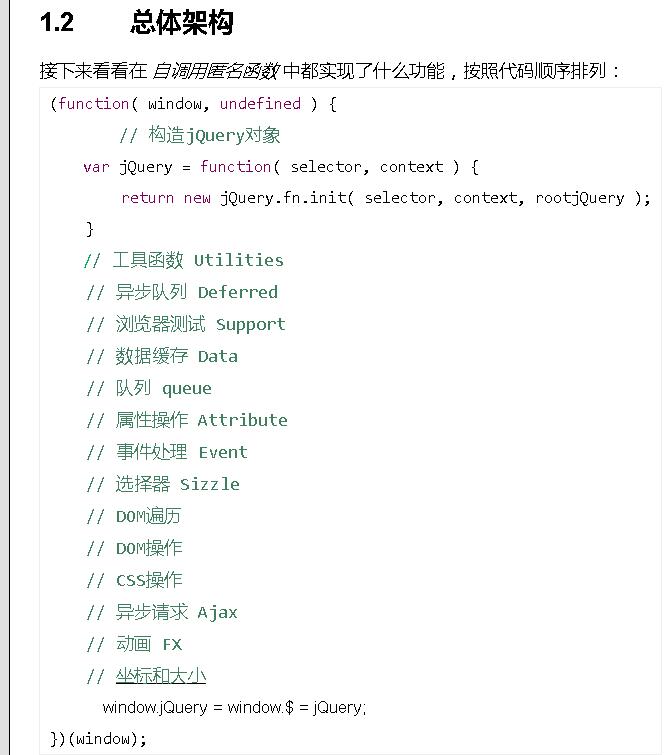 1.2 总体架构
接下来看看在 自调用匿名函数 中都实现了什么功能，按照代码顺序排列：
(function( window, undefined ) {
// 构造jQuery对象
var jQuery = function( selector, context ) {
return new jQuery.fn.init( selector, context, rootjQuery );
}
// 工具函数 Utilities
// 异步队列 Deferred
// 浏览器测试 Support
// 数据缓存 Data
// 队列 queue
// 属性操作 Attribute
// 事件处理 Event
// 选择器 Sizzle
// DOM遍历
// DOM操作
// CSS操作
// 异步请求 Ajax
// 动画 FX
// 坐标和大小
window.jQuery = window.$ = jQuery;
})(window);